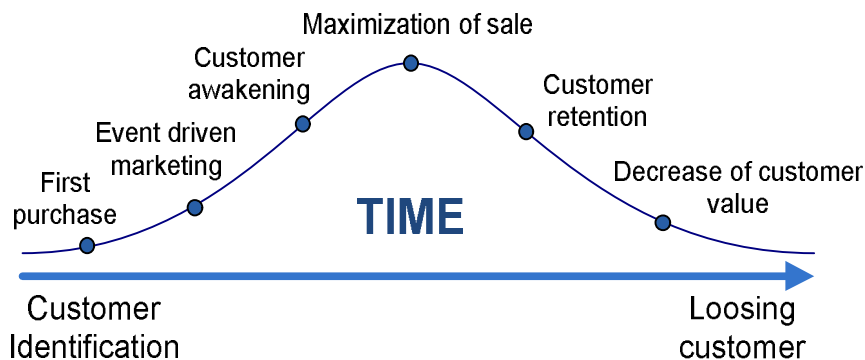 Maximization of sale
Customer
awakening
Customer
retention
Event driven
marketing
Decrease of customer
value
First
purchase
TIME
Customer
Identification
Loosing
customer